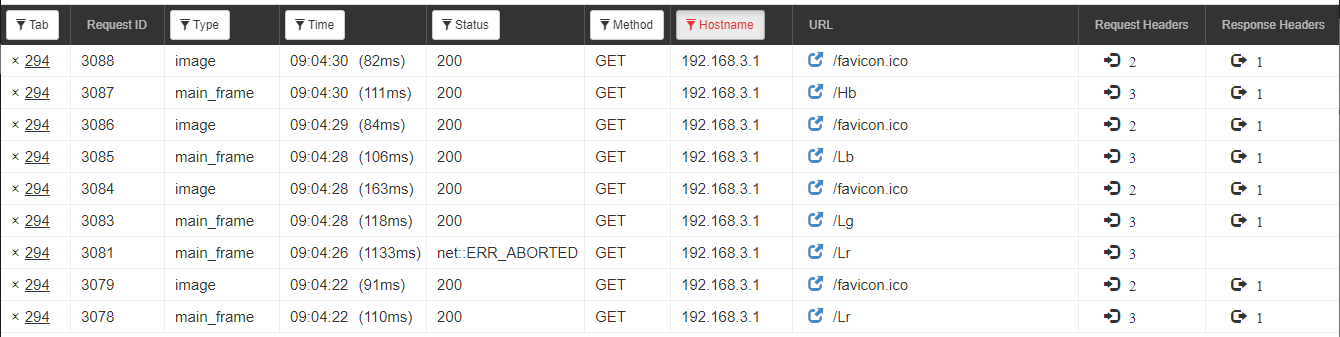 Tab Request ID Type Time Status Method Hostname URL Request Headers Response Headers
× 294 3088 image 09:04:30 (82ms) 200 GET 192.168.3.1 /favicon.ico 2 1
× 294 3087 main_frame 09:04:30 (111ms) 200 GET 192.168.3.1 /Hb 3 1
× 294 3086 image 09:04:29 (84ms) 200 GET 192.168.3.1 /favicon.ico 2 1
× 294 3085 main_frame 09:04:28 (106ms) 200 GET 192.168.3.1 /Lb 3 1
× 294 3084 image 09:04:28 (163ms) 200 GET 192.168.3.1 /favicon.ico 2 1
× 294 3083 main_frame 09:04:28 (118ms) 200 GET 192.168.3.1 /Lg 3 1
× 294 3081 main_frame 09:04:26 (1133ms) net::ERR_ABORTED GET 192.168.3.1 /Lr 3
× 294 3079 image 09:04:22 (91ms) 200 GET 192.168.3.1 /favicon.ico 2 1
× 294 3078 main_frame 09:04:22 (110ms) 200 GET 192.168.3.1 /Lr 3 1